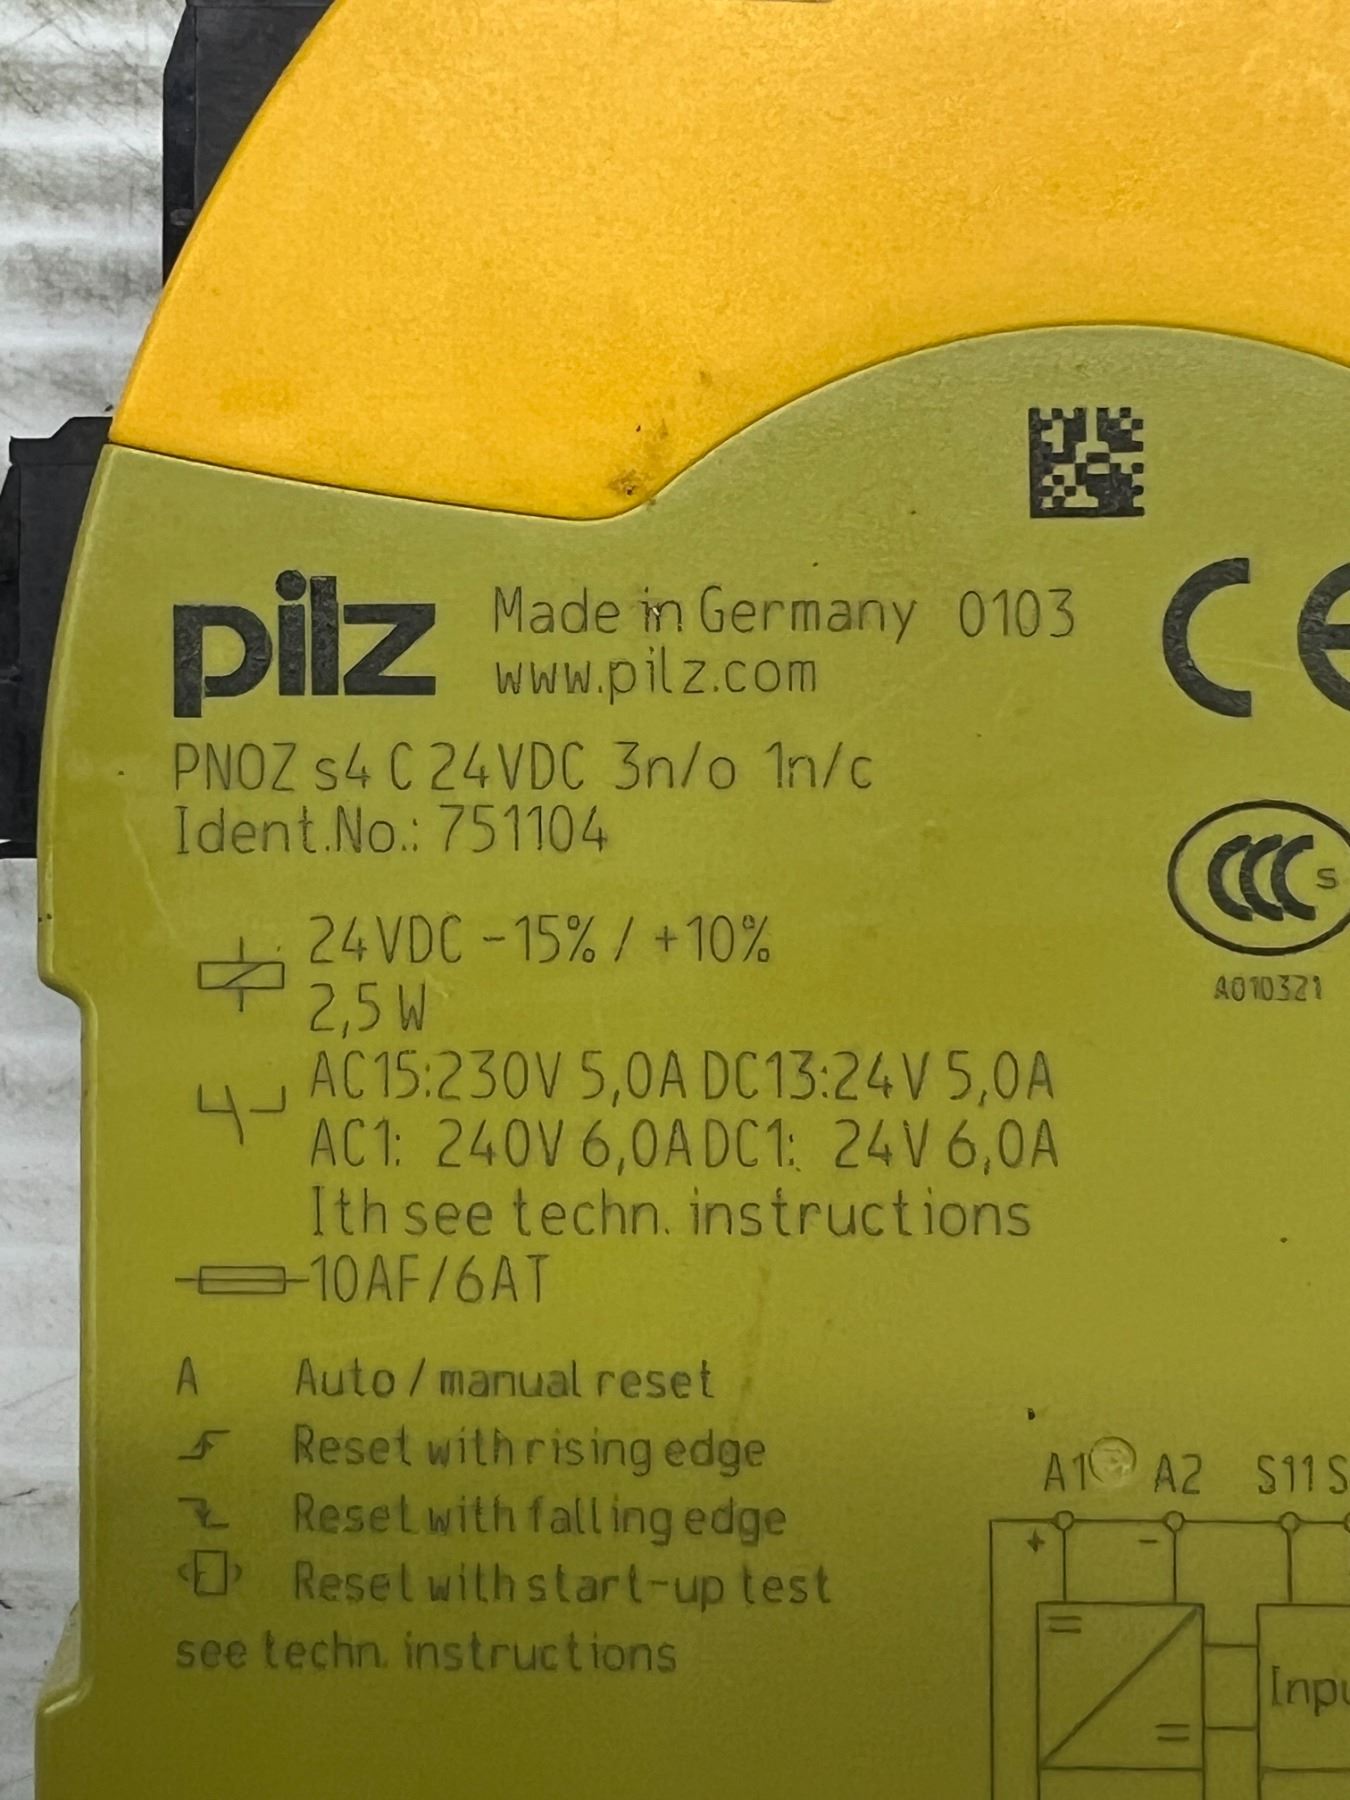 pilz Made in Germany 0103
www.pilz.com
CE
PNOZ s4 C 24VDC 3n/o 1n/c
Ident.No.: 751104
CCC S
A010321
24VDC -15% / +10%
2,5 W
AC15:230V 5,0A DC13:24V 5,0A
AC1: 240V 6,0A DC1: 24V 6,0A
Ith see techn. instructions
10AF/6AT
A Auto / manual reset
Reset with rising edge
Reset with falling edge
Reset with start-up test
see techn. instructions
A1 A2 S11
+ -